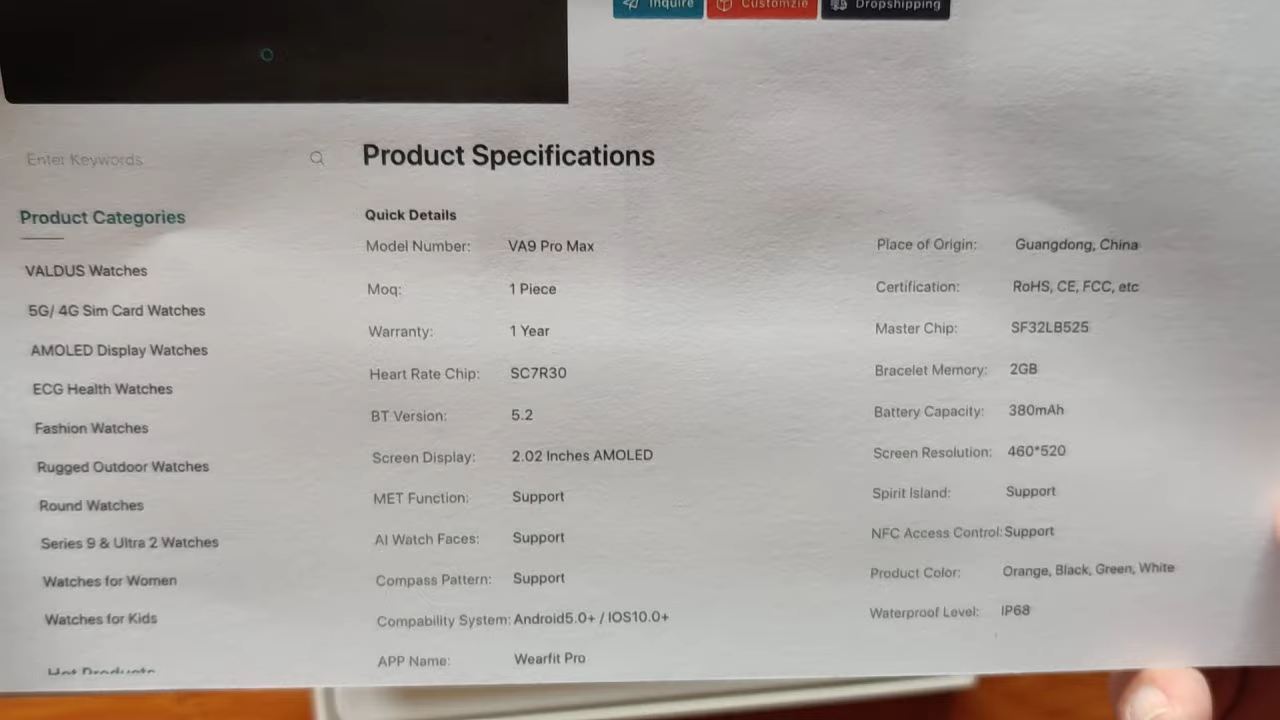 Inquire
Customzie
Dropshipping
Enter Keywords
Product Categories
VALDUS Watches
5G/ 4G Sim Card Watches
AMOLED Display Watches
ECG Health Watches
Fashion Watches
Rugged Outdoor Watches
Round Watches
Series 9 & Ultra 2 Watches
Watches for Women
Watches for Kids
Hot Products
Product Specifications
Quick Details
Model Number: VA9 Pro Max
Moq: 1 Piece
Warranty: 1 Year
Heart Rate Chip: SC7R30
BT Version: 5.2
Screen Display: 2.02 Inches AMOLED
MET Function: Support
AI Watch Faces: Support
Compass Pattern: Support
Compability System: Android5.0+ / IOS10.0+
APP Name: Wearfit Pro
Place of Origin: Guangdong, China
Certification: RoHS, CE, FCC, etc
Master Chip: SF32LB525
Bracelet Memory: 2GB
Battery Capacity: 380mAh
Screen Resolution: 460*520
Spirit Island: Support
NFC Access Control: Support
Product Color: Orange, Black, Green, White
Waterproof Level: IP68